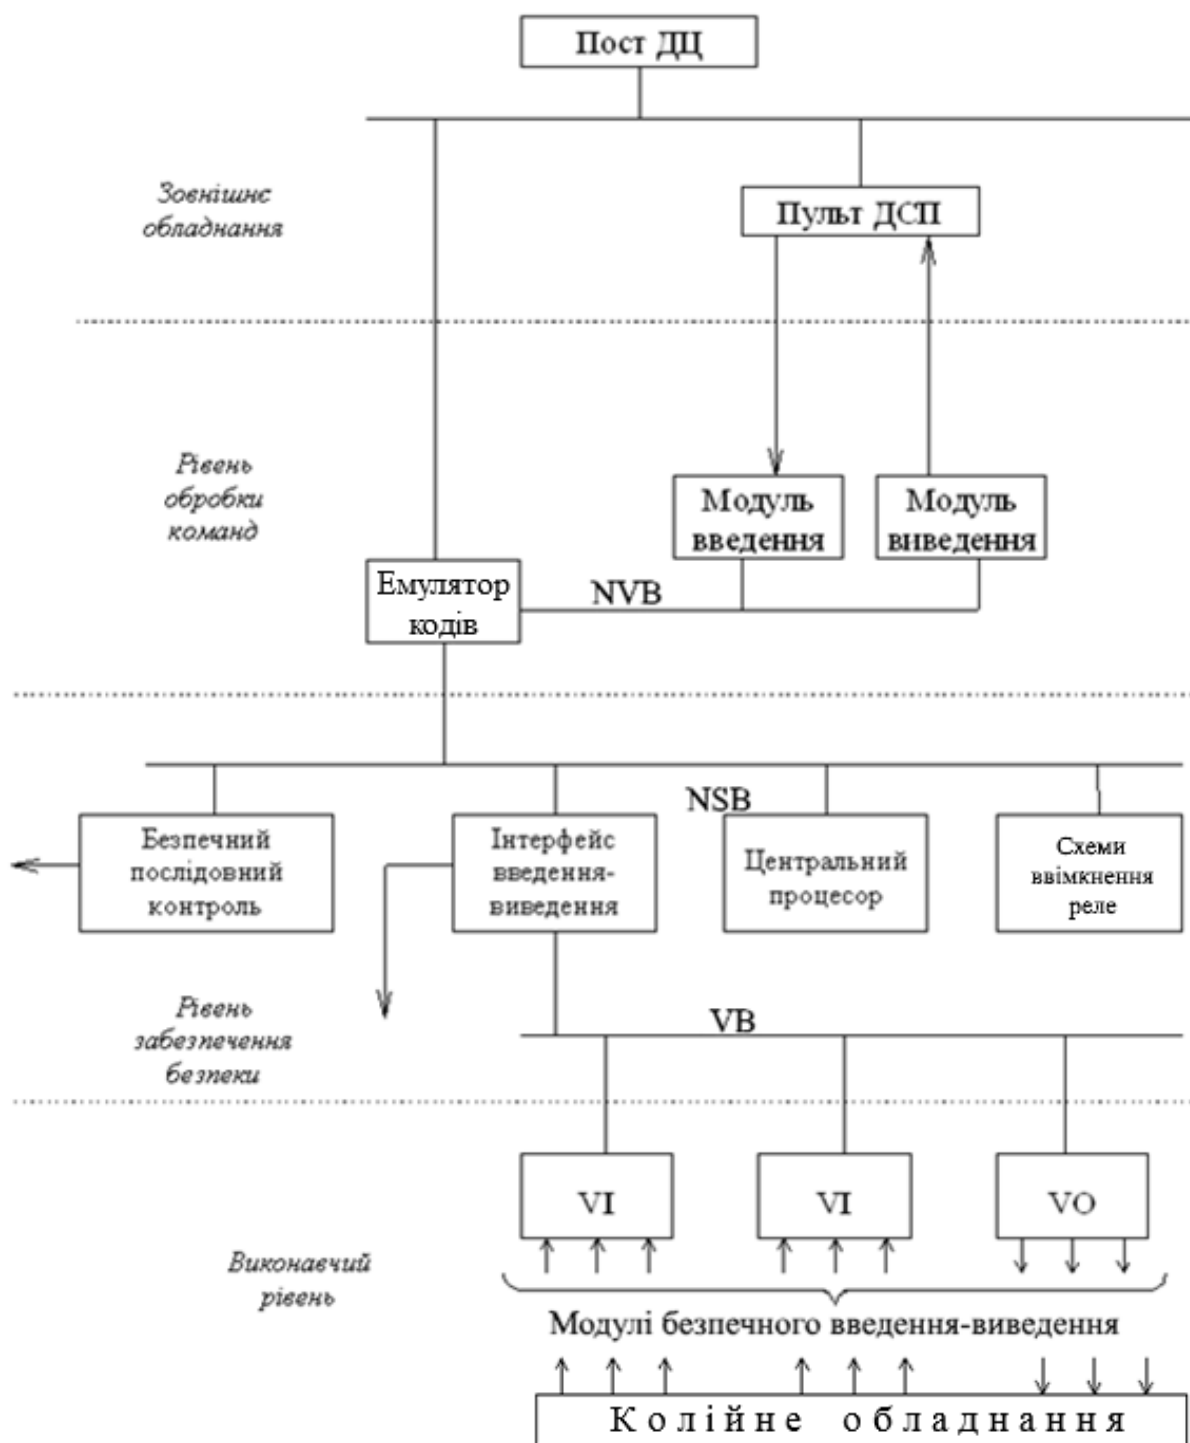 Пост ДЦ
Зовнішнє
обладнання
Пульт ДСП
Рівень
обробки
команд
Модуль
введення
Модуль
виведення
Емулятор
кодів
NVB
NSB
Безпечний
послідовний
контроль
Інтерфейс
введення-
виведення
Центральний
процесор
Схеми
ввімкнення
реле
Рівень
забезпечення
безпеки
VB
VI
VI
VO
Виконавчий
рівень
Модулі безпечного введення-виведення
Колійне обладнання